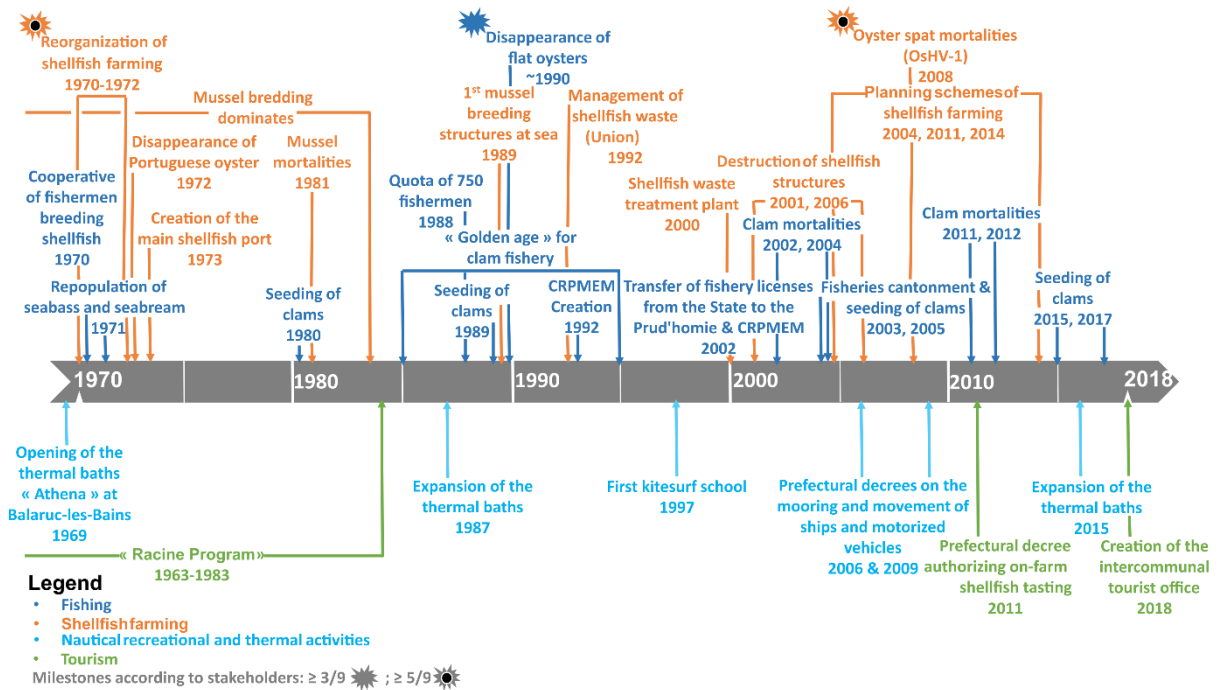 Reorganization of
shellfish farming
1970-1972
Mussel bredding
dominates
Disappearance of
Portuguese oyster
1972
Mussel
mortalities
1981
Cooperative
of fishermen
breeding
shellfish
1970
Creation of the
main shellfish port
1973
Repopulation of
seabass and seabream
1971
Seeding of
clams
1980
Disappearance of
flat oysters
~1990
1st mussel
breeding
structures at sea
1989
Management of
shellfish waste
(Union)
1992
Quota of 750
fishermen
1988
« Golden age » for
clam fishery
Seeding of
clams
1989
CRPMEM
Creation
1992
Shellfish waste
treatment plant
2000
Destruction of shellfish
structures
2001, 2006
Clam mortalities
2002, 2004
Transfer of fishery licenses
from the State to the
Prud'homie & CRPMEM
2002
Oyster spat mortalities
(OsHV-1)
2008
Planning schemes of
shellfish farming
2004, 2011, 2014
Fisheries cantonment &
seeding of clams
2003, 2005
Clam mortalities
2011, 2012
Seeding of
clams
2015, 2017
1970
1980
1990
2000
2010
2018
Opening of the
thermal baths
« Athena » at
Balaruc-les-Bains
1969
« Racine Program»
1963-1983
Expansion of the
thermal baths
1987
First kitesurf school
1997
Prefectural decrees on the
mooring and movement of
ships and motorized
vehicles
2006 & 2009
Prefectural decree
authorizing on-farm
shellfish tasting
2011
Expansion of the
thermal baths
2015
Creation of the
intercommunal
tourist office
2018
Legend
• Fishing
• Shellfish farming
• Nautical recreational and thermal activities
• Tourism
Milestones according to stakeholders: ≥ 3/9 ; ≥ 5/9